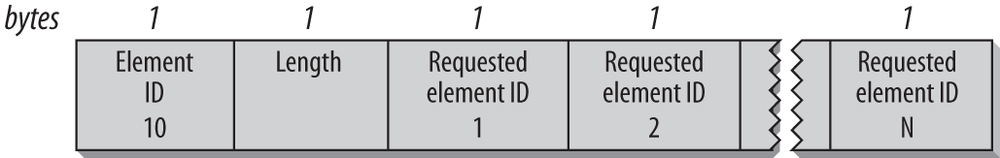 bytes 1 1 1 1 1
Element Length Requested Requested Requested
ID element ID element ID element ID
10 1 2 N